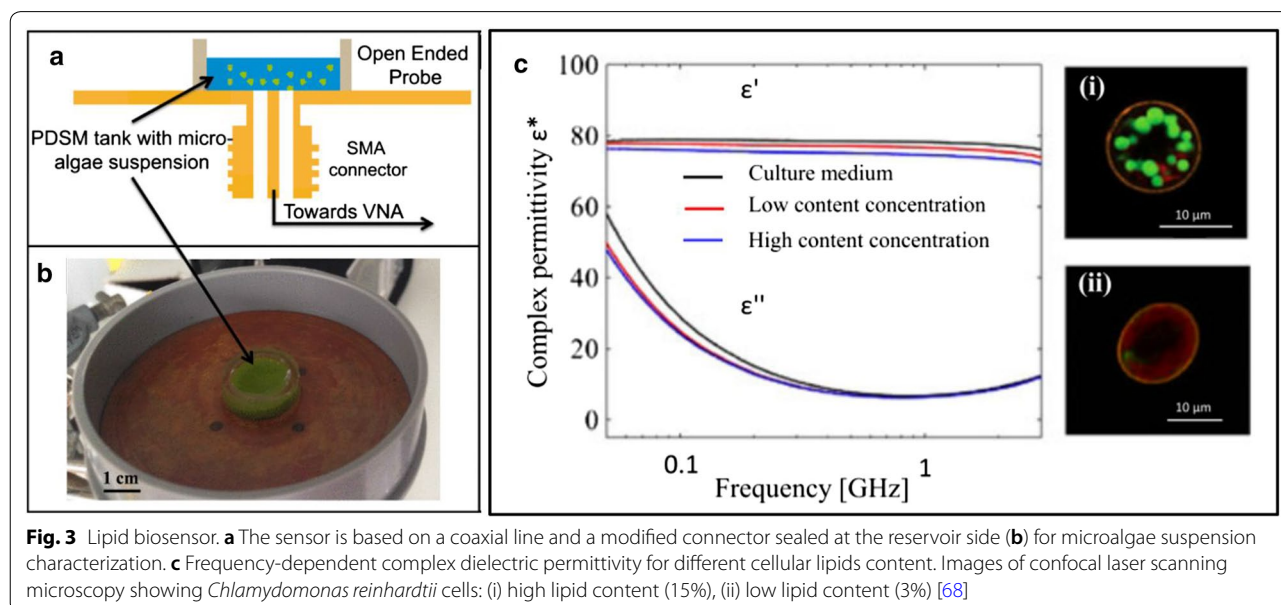 a
Open Ended
Probe
PDSM tank with micro-
algae suspension
SMA
connector
Towards VNA
b
1 cm
c
Complex permittivity ε*
100
80
60
40
20
0
ε'
Culture medium
Low content concentration
High content concentration
ε''
0.1
1
Frequency [GHz]
(i)
10 µm
(ii)
10 µm
Fig. 3 Lipid biosensor. a The sensor is based on a coaxial line and a modified connector sealed at the reservoir side (b) for microalgae suspension
characterization. c Frequency-dependent complex dielectric permittivity for different cellular lipids content. Images of confocal laser scanning
microscopy showing Chlamydomonas reinhardtii cells: (i) high lipid content (15%), (ii) low lipid content (3%) [68]